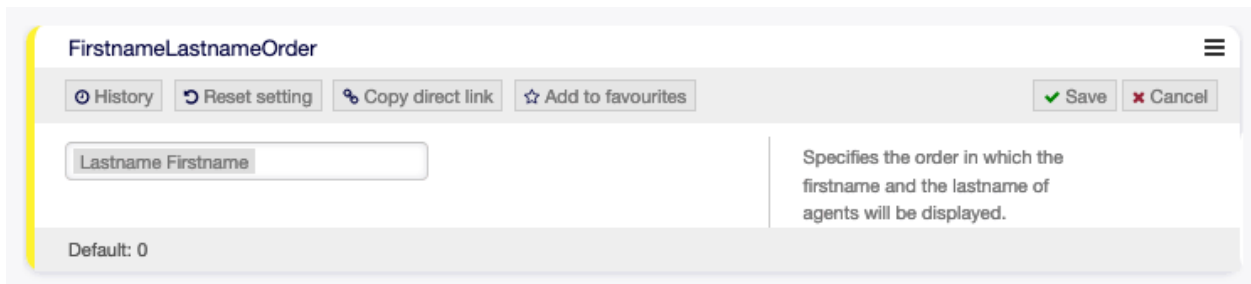 FirstnameLastnameOrder
History Reset setting Copy direct link Add to favourites Save Cancel
Lastname Firstname
Specifies the order in which the
firstname and the lastname of
agents will be displayed.
Default: 0